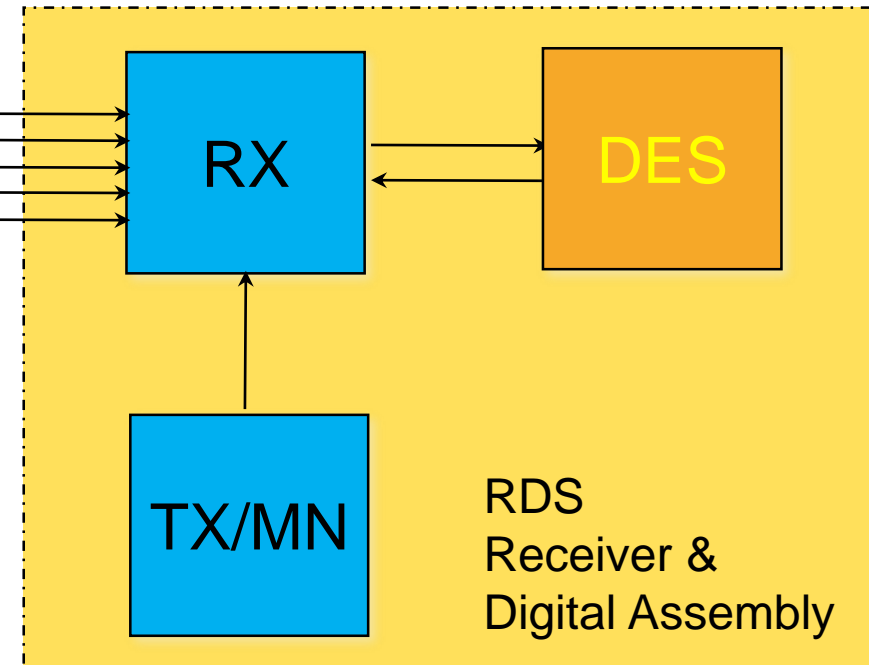 RX
DES
TX/MN
RDS
Receiver &
Digital Assembly